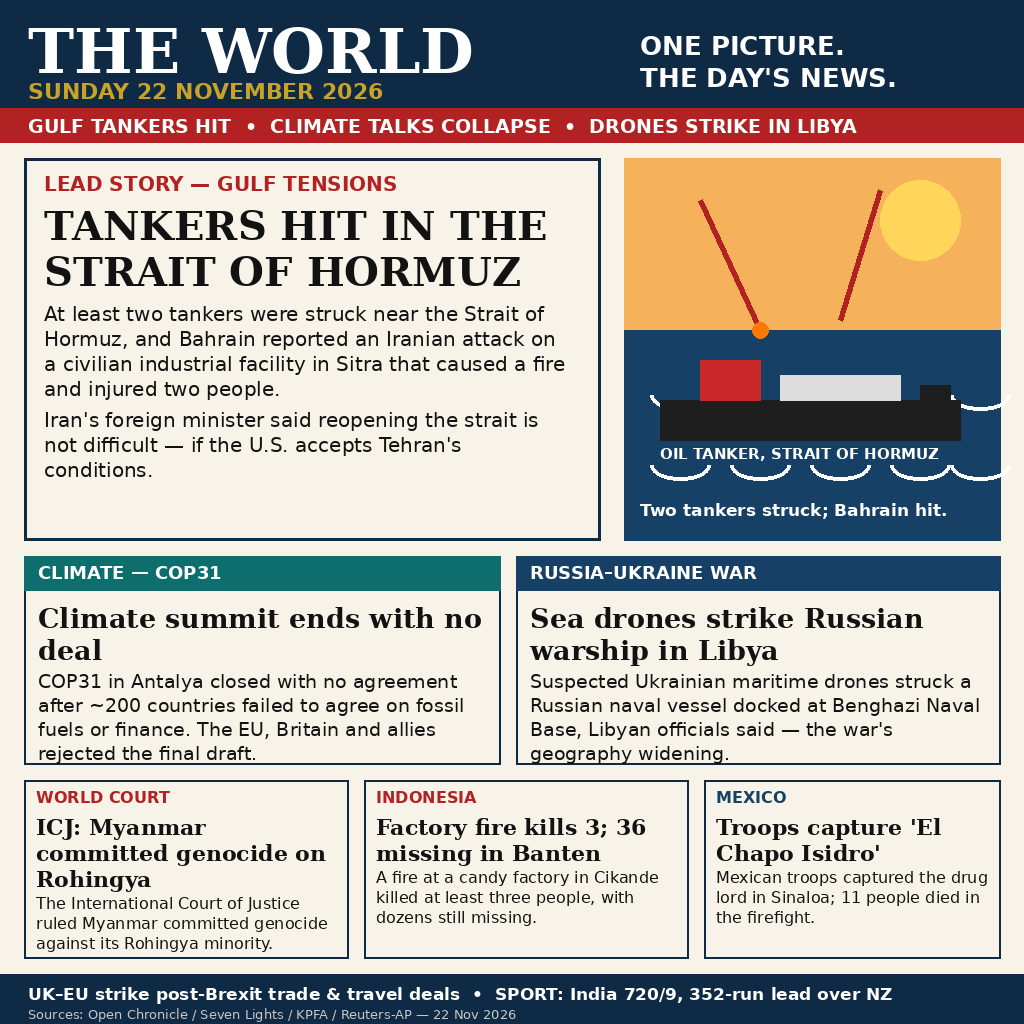 THE WORLD
SUNDAY 22 NOVEMBER 2026
ONE PICTURE.
THE DAY'S NEWS.
GULF TANKERS HIT • CLIMATE TALKS COLLAPSE • DRONES STRIKE IN LIBYA
LEAD STORY — GULF TENSIONS
TANKERS HIT IN THE
STRAIT OF HORMUZ
At least two tankers were struck near the Strait of
Hormuz, and Bahrain reported an Iranian attack on
a civilian industrial facility in Sitra that caused a fire
and injured two people.
Iran's foreign minister said reopening the strait is
not difficult — if the U.S. accepts Tehran's
conditions.
OIL TANKER, STRAIT OF HORMUZ
Two tankers struck; Bahrain hit.
CLIMATE — COP31
Climate summit ends with no
deal
COP31 in Antalya closed with no agreement
after ~200 countries failed to agree on fossil
fuels or finance. The EU, Britain and allies
rejected the final draft.
RUSSIA–UKRAINE WAR
Sea drones strike Russian
warship in Libya
Suspected Ukrainian maritime drones struck a
Russian naval vessel docked at Benghazi Naval
Base, Libyan officials said — the war's
geography widening.
WORLD COURT
ICJ: Myanmar
committed genocide on
Rohingya
The International Court of Justice
ruled Myanmar committed genocide
against its Rohingya minority.
INDONESIA
Factory fire kills 3; 36
missing in Banten
A fire at a candy factory in Cikande
killed at least three people, with
dozens still missing.
MEXICO
Troops capture 'El
Chapo Isidro'
Mexican troops captured the drug
lord in Sinaloa; 11 people died in
the firefight.
UK–EU strike post-Brexit trade & travel deals • SPORT: India 720/9, 352-run lead over NZ
Sources: Open Chronicle / Seven Lights / KPFA / Reuters-AP — 22 Nov 2026